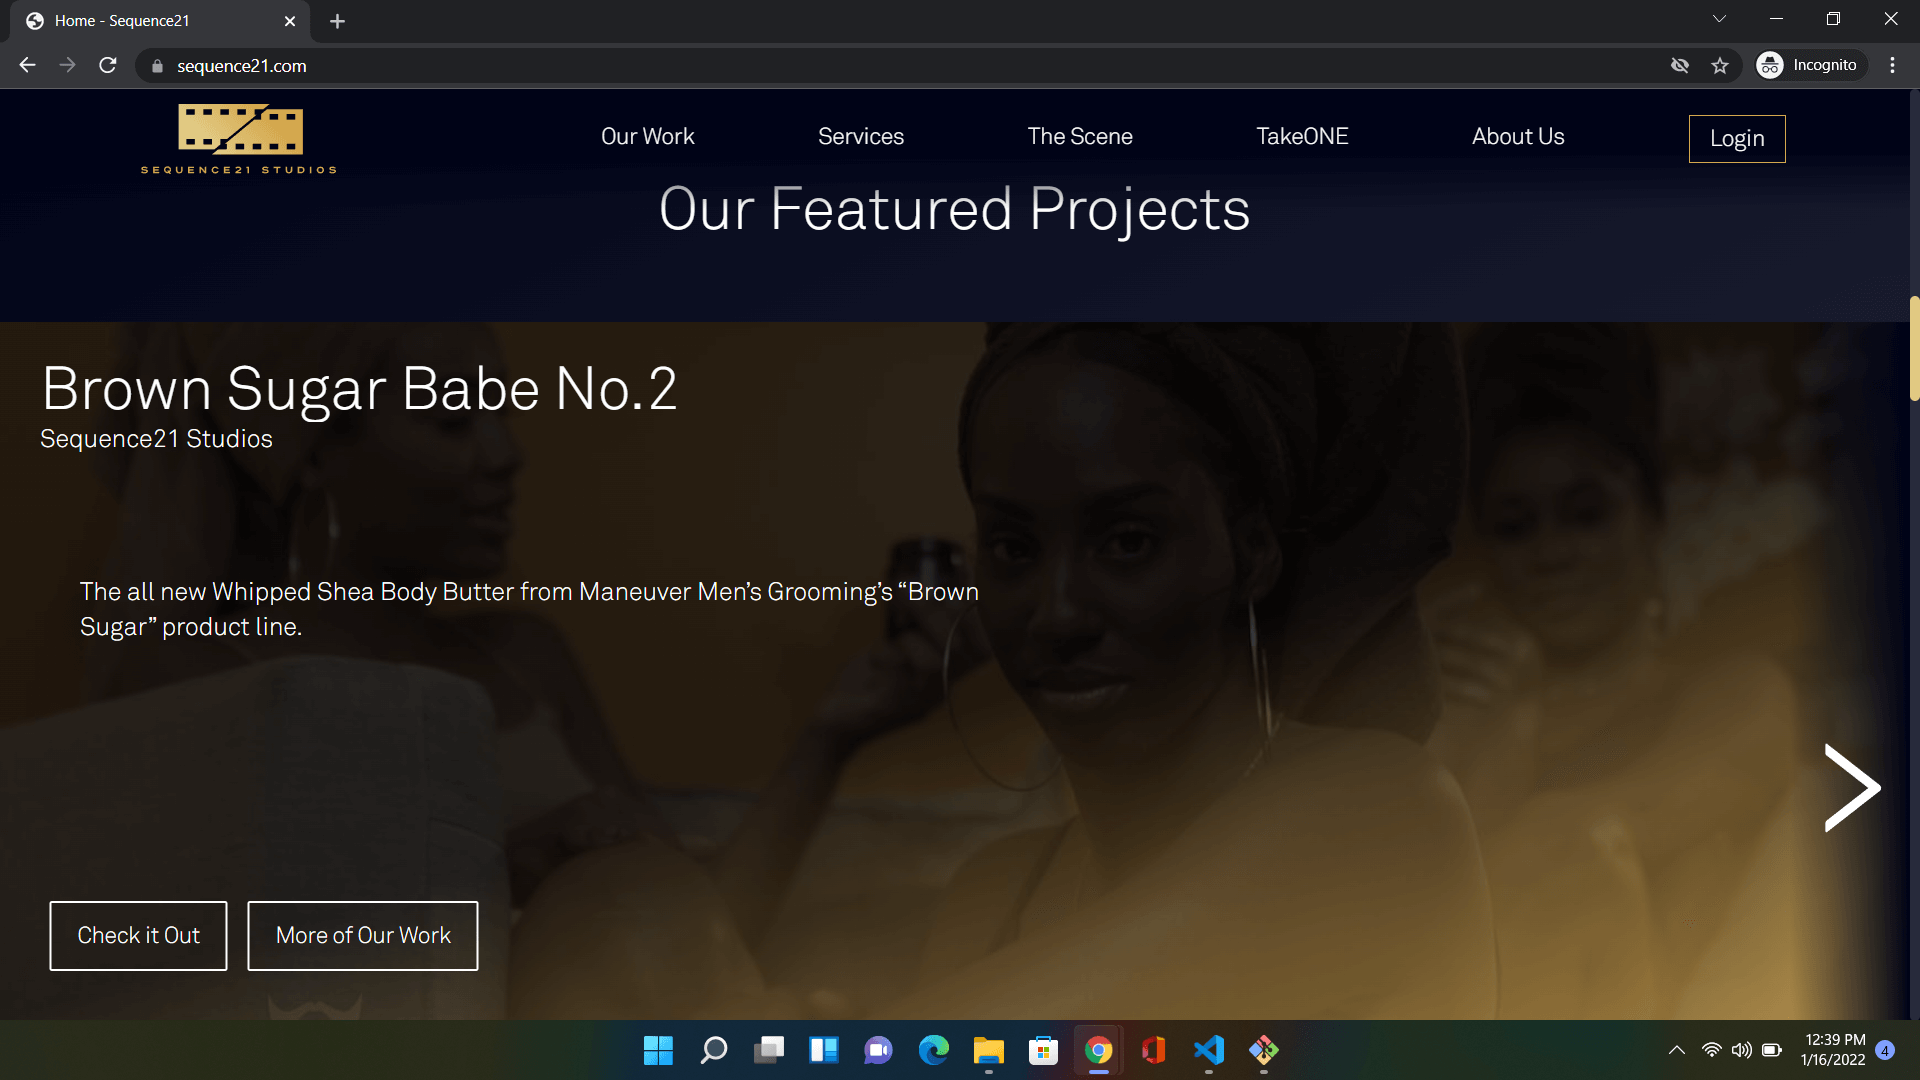 Home - Sequence21
sequence21.com
Incognito
SEQUENCE21 STUDIOS
Our Work
Services
The Scene
TakeONE
About Us
Login
Our Featured Projects
Brown Sugar Babe No.2
Sequence21 Studios
The all new Whipped Shea Body Butter from Maneuver Men’s Grooming’s “Brown
Sugar” product line.
Check it Out
More of Our Work
12:39 PM
1/16/2022
4